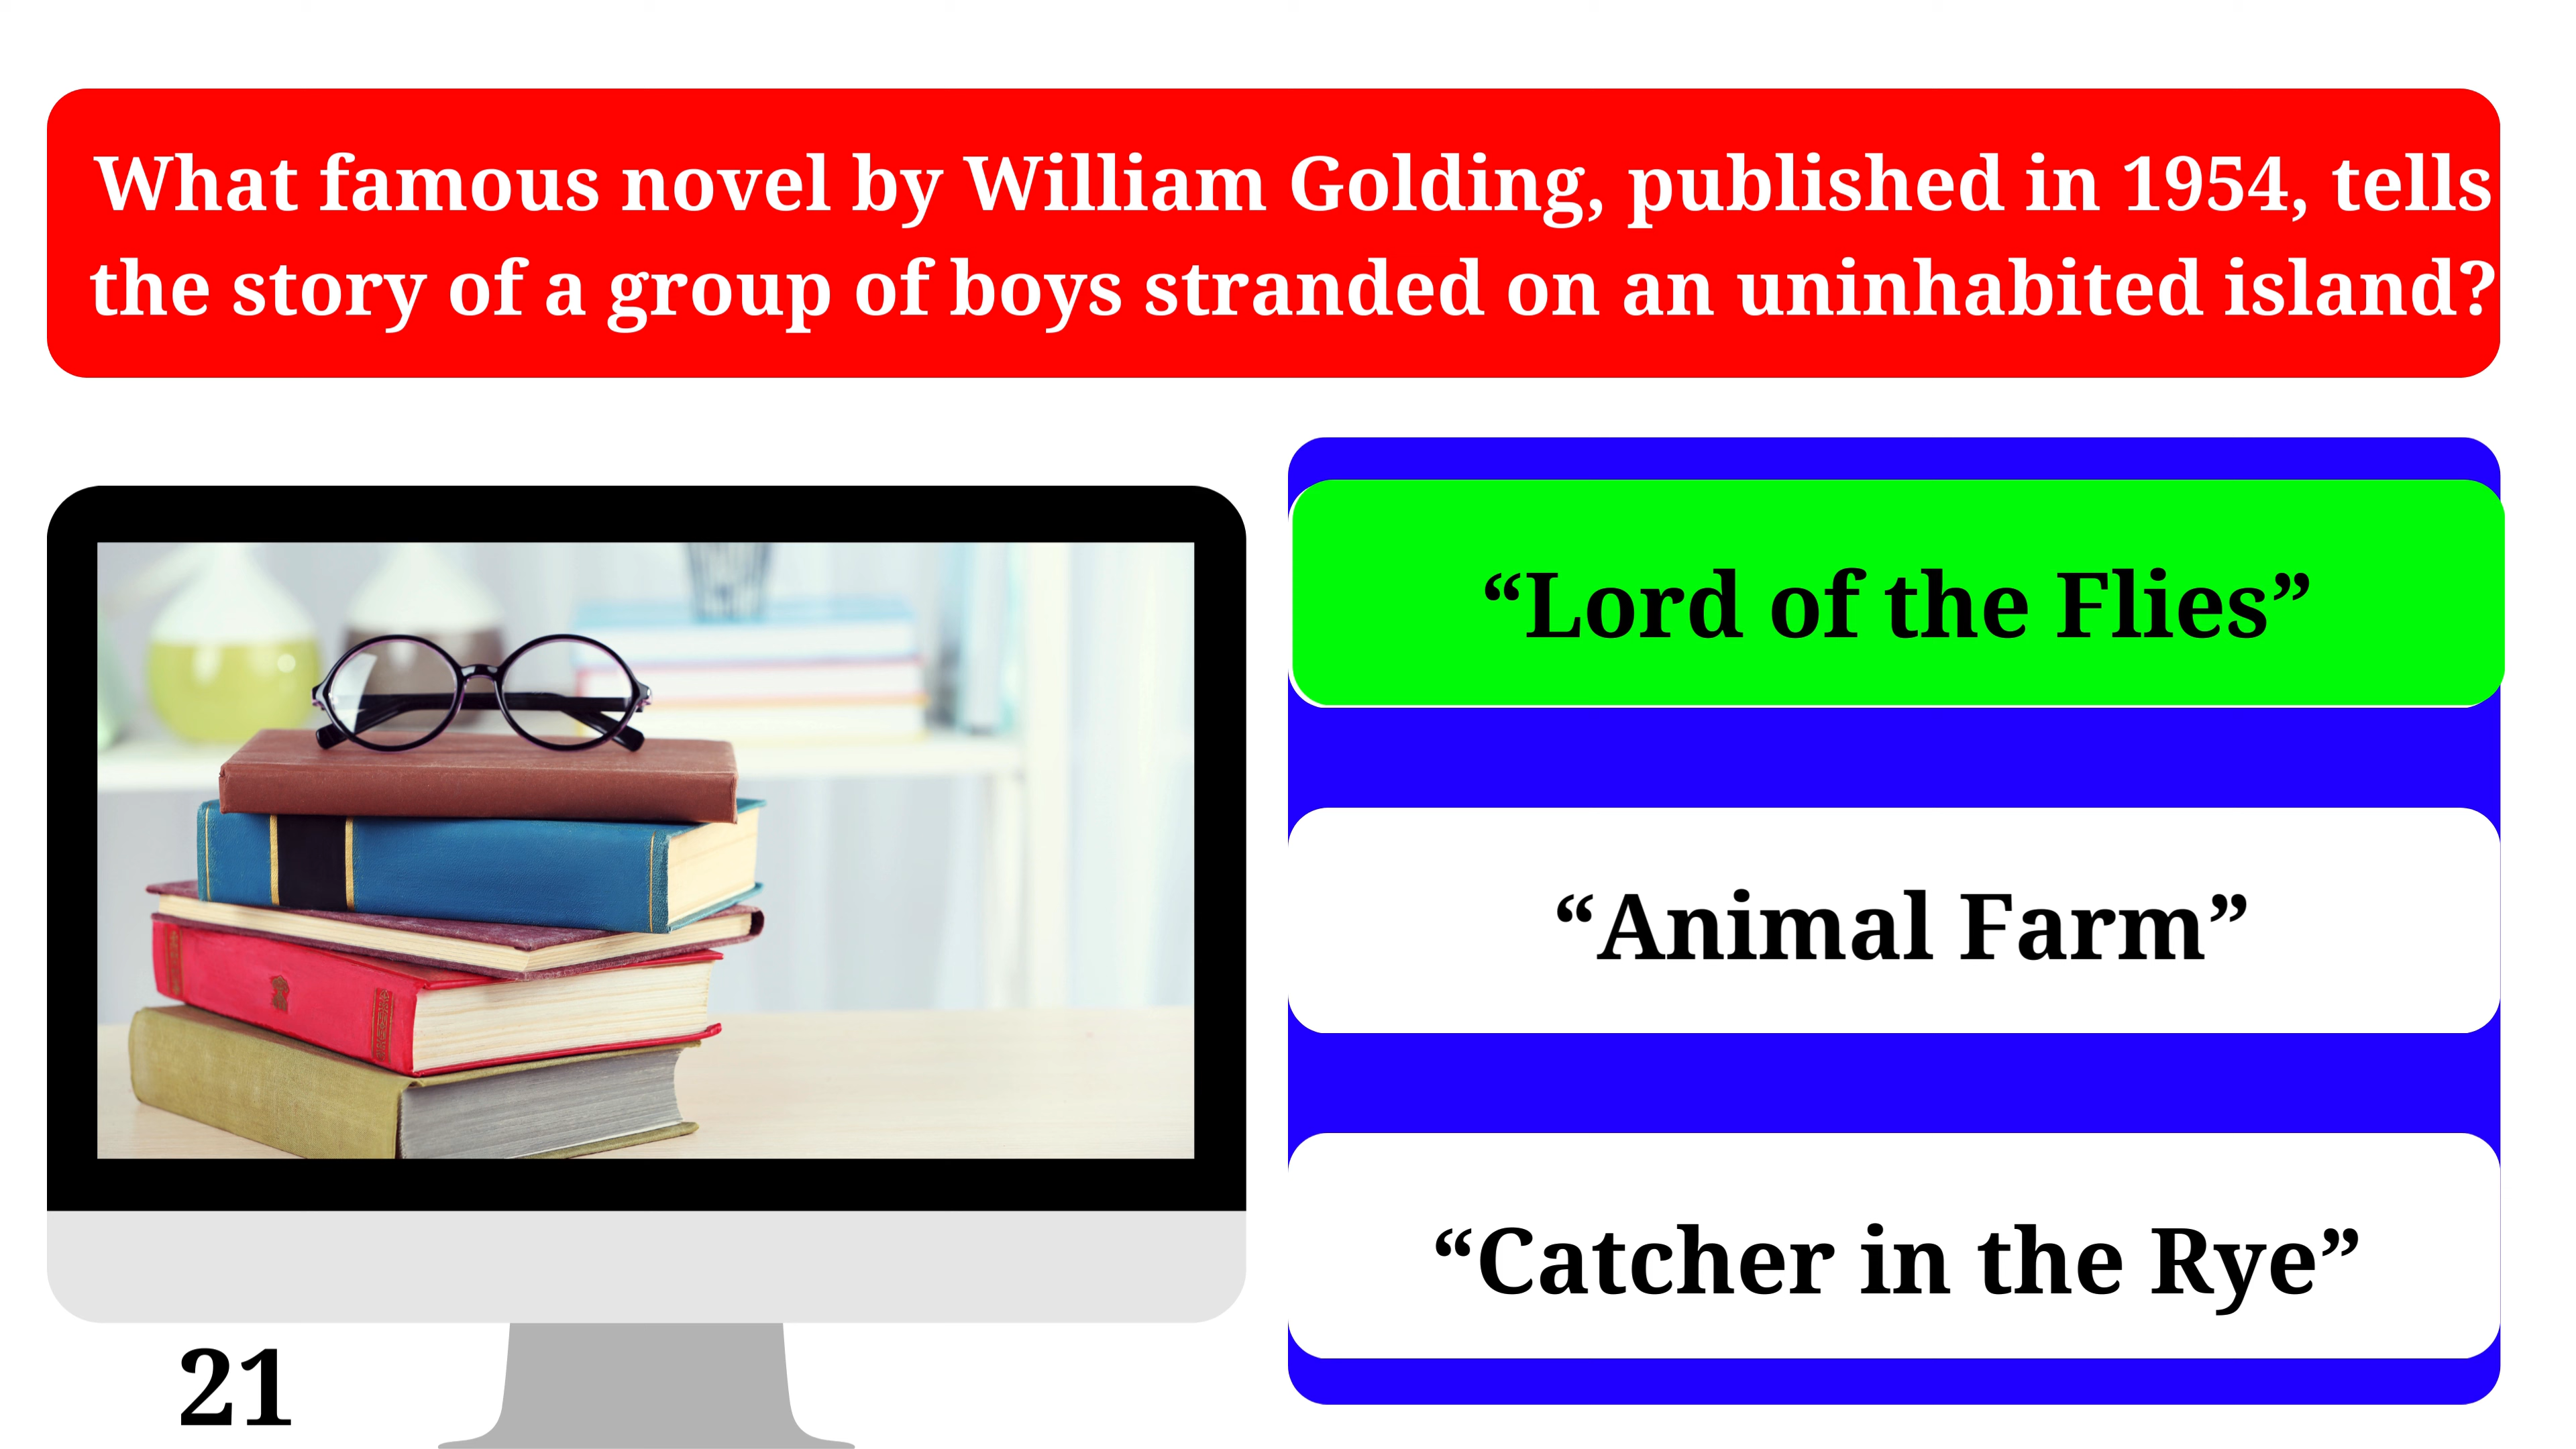 What famous novel by William Golding, published in 1954, tells
the story of a group of boys stranded on an uninhabited island?
“Lord of the Flies”
“Animal Farm”
“Catcher in the Rye”
21